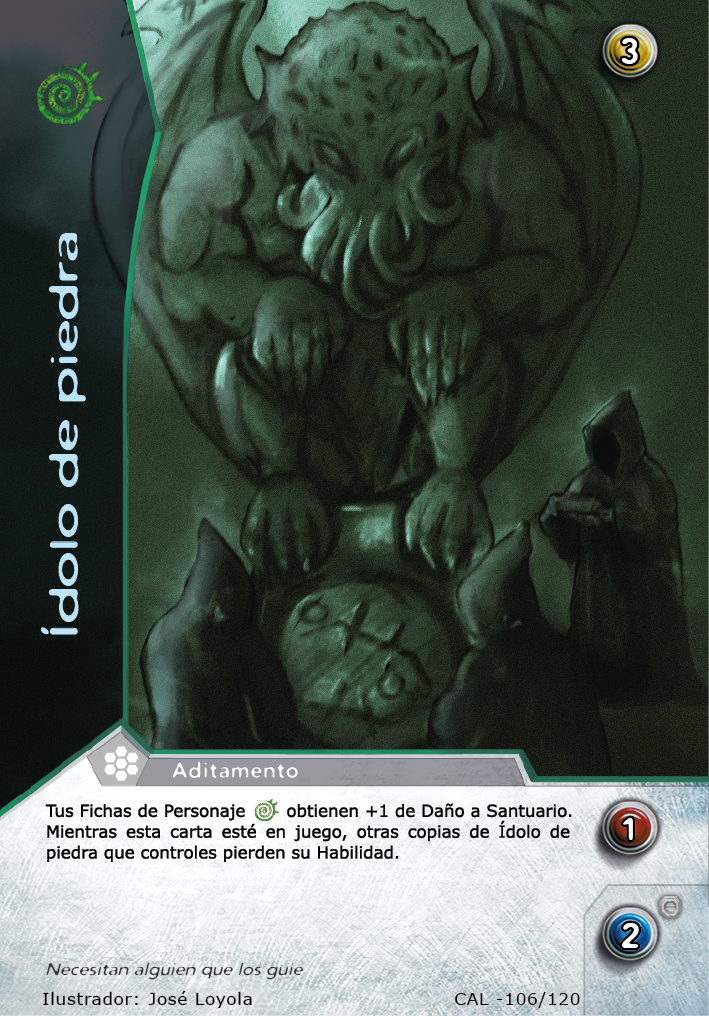 3
Ídolo de piedra
Aditamento
Tus Fichas de Personaje obtienen +1 de Daño a Santuario.
Mientras esta carta esté en juego, otras copias de Ídolo de
piedra que controles pierden su Habilidad.
1
2
Necesitan alguien que los guie
Ilustrador: José Loyola
CAL -106/120